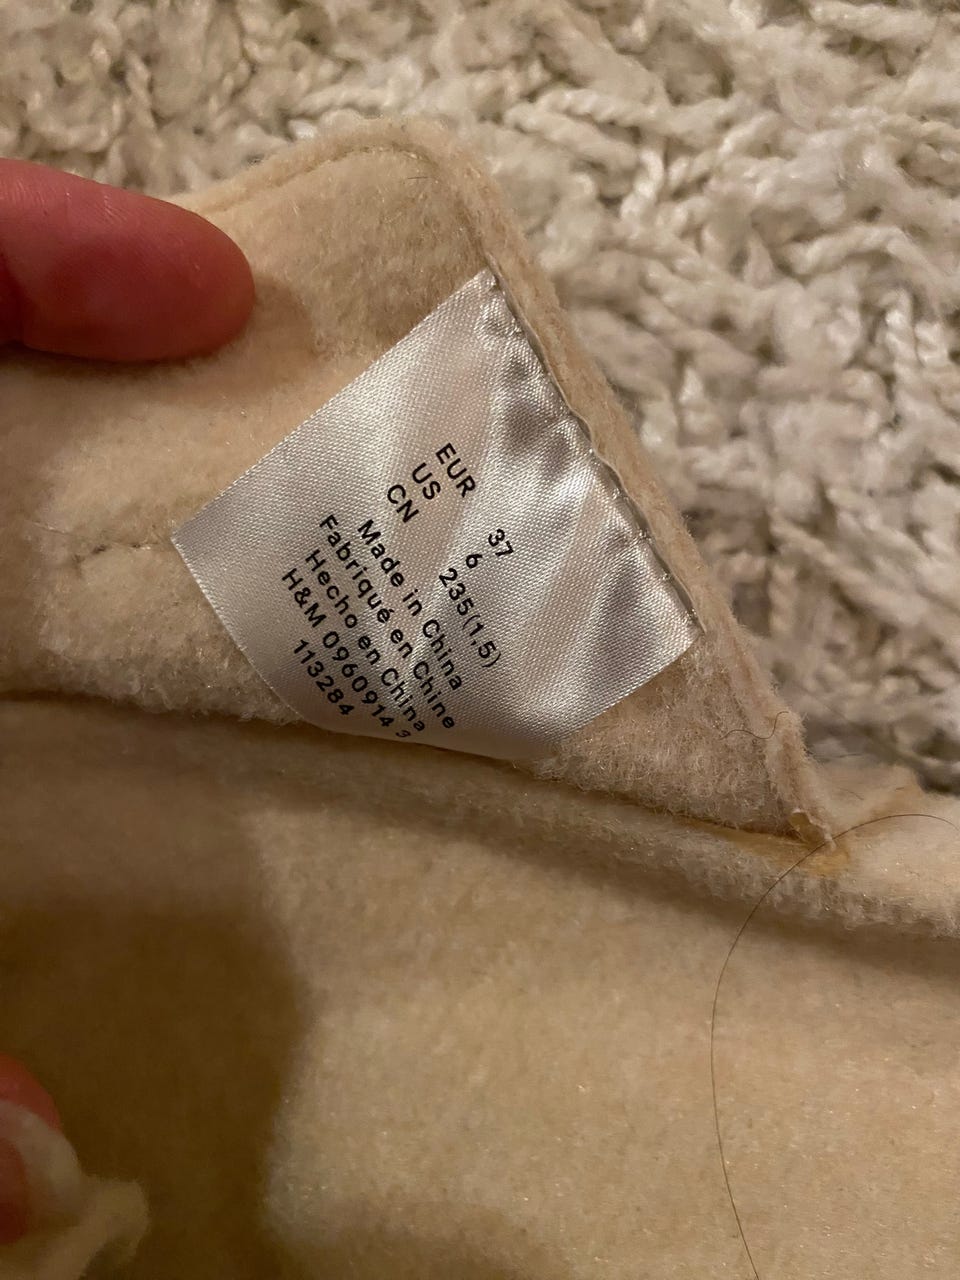 EUR 37
US 6
CN 235(1,5)
Made in China
Fabriqué en Chine
Hecho en China
H&M 0960914 3
113284